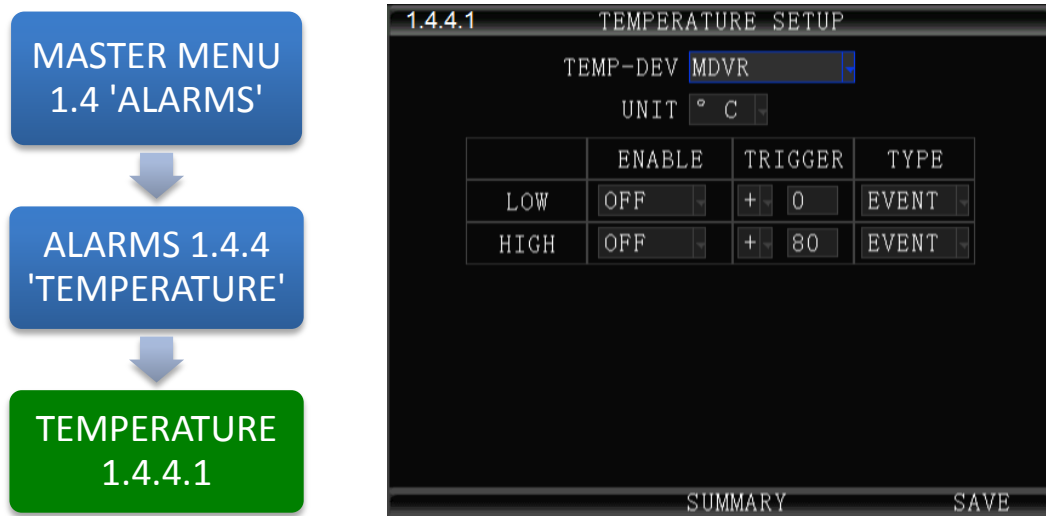 MASTER MENU
1.4 'ALARMS'
ALARMS 1.4.4
'TEMPERATURE'
TEMPERATURE
1.4.4.1
1.4.4.1 TEMPERATURE SETUP
TEMP-DEV MDVR
UNIT ° C
ENABLE TRIGGER TYPE
LOW OFF + 0 EVENT
HIGH OFF + 80 EVENT
SUMMARY SAVE